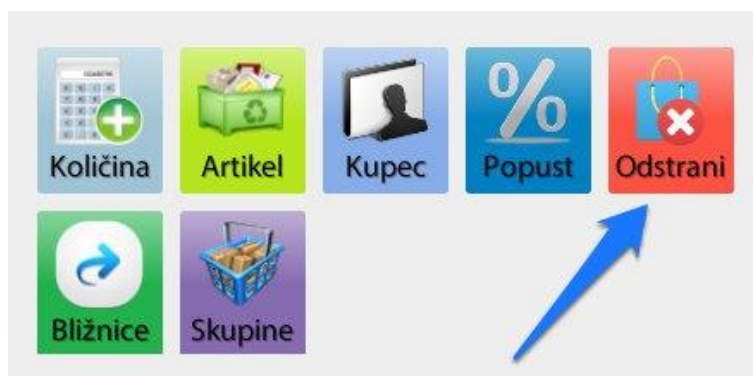 Količina
Artikel
Kupec
%
Popust
Odstrani
Bližnice
Skupine